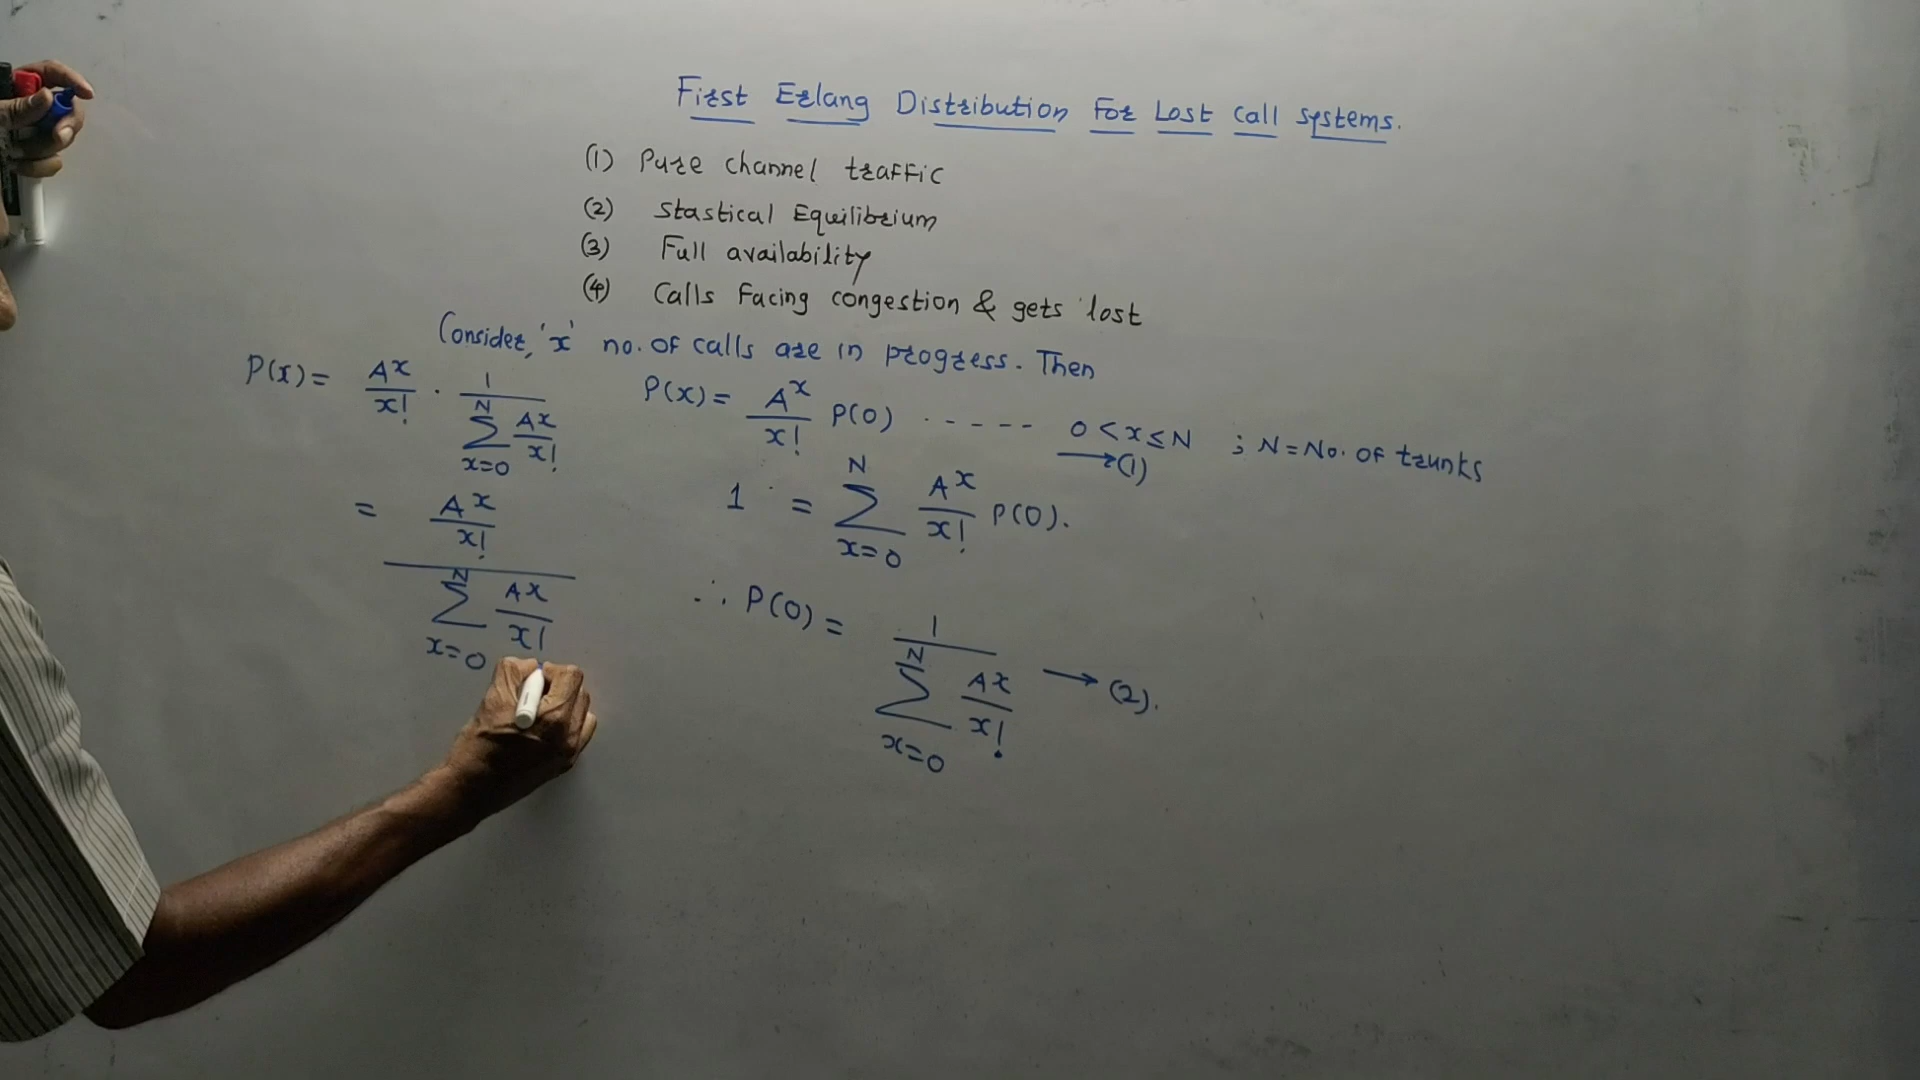 First Erlang Distribution For Lost Call Systems.
(1) Pure channel traffic
(2) Stastical Equilibrium
(3) Full availability
(4) Calls Facing congestion & gets lost
Consider, 'x' no. of calls are in progress. Then
P(x) = A^x/x! P(0) ----- 0 < x ≤ N ; N = No. of trunks
→(1)
1 = N Σ x=0 A^x/x! P(0).
∴ P(0) = 1 / N Σ x=0 A^x/x! → (2).
P(x) = A^x/x! · 1 / N Σ x=0 A^x/x!
= A^x/x! / N Σ x=0 A^x/x!